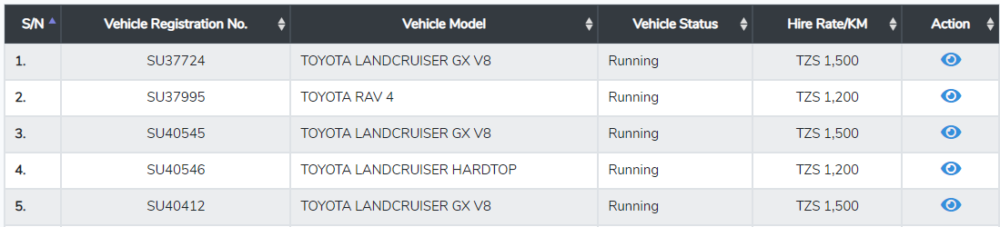 S/N Vehicle Registration No. Vehicle Model Vehicle Status Hire Rate/KM Action
1. SU37724 TOYOTA LANDCRUISER GX V8 Running TZS 1,500
2. SU37995 TOYOTA RAV 4 Running TZS 1,200
3. SU40545 TOYOTA LANDCRUISER GX V8 Running TZS 1,500
4. SU40546 TOYOTA LANDCRUISER HARDTOP Running TZS 1,200
5. SU40412 TOYOTA LANDCRUISER GX V8 Running TZS 1,500